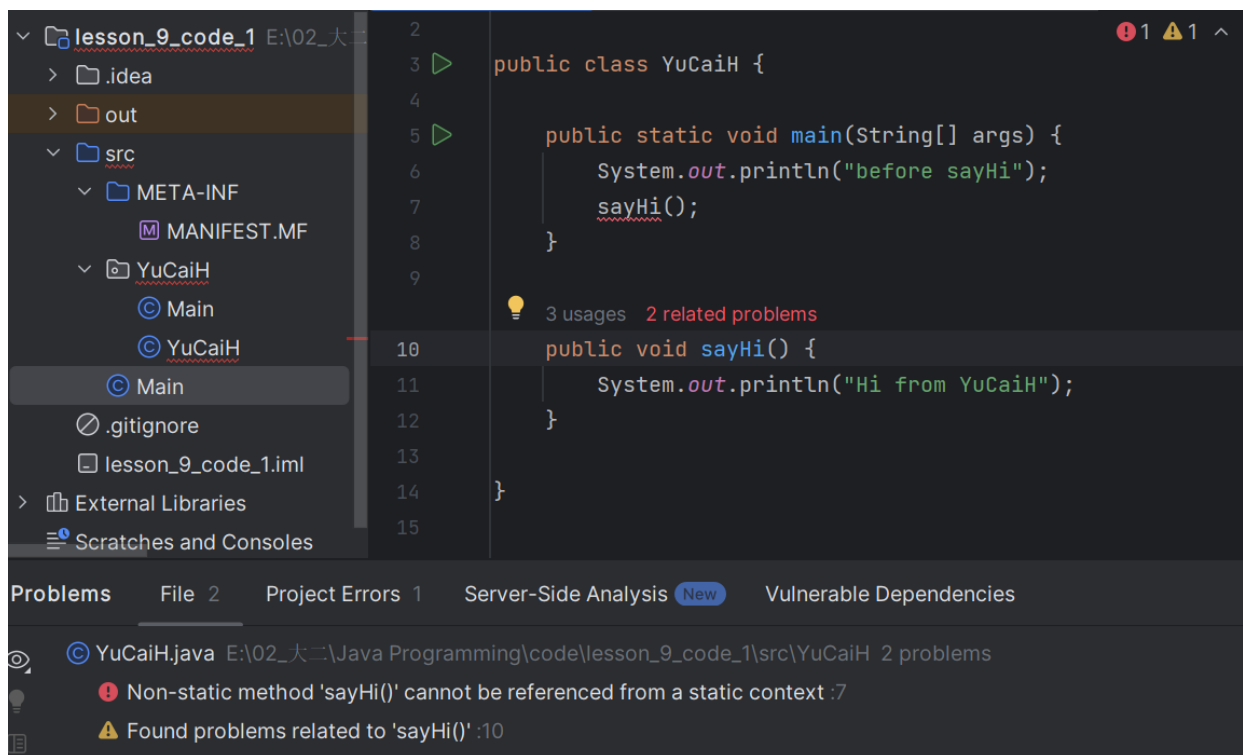 lesson_9_code_1 E:\02_大二
.idea
out
src
META-INF
MANIFEST.MF
YuCaiH
Main
YuCaiH
Main
.gitignore
lesson_9_code_1.iml
External Libraries
Scratches and Consoles
1 1
2
3 public class YuCaiH {
4
5 public static void main(String[] args) {
6 System.out.println("before sayHi");
7 sayHi();
8 }
9
3 usages 2 related problems
10 public void sayHi() {
11 System.out.println("Hi from YuCaiH");
12 }
13
14 }
15
Problems File 2 Project Errors 1 Server-Side Analysis New Vulnerable Dependencies
YuCaiH.java E:\02_大二\Java Programming\code\lesson_9_code_1\src\YuCaiH 2 problems
Non-static method 'sayHi()' cannot be referenced from a static context :7
Found problems related to 'sayHi()' :10